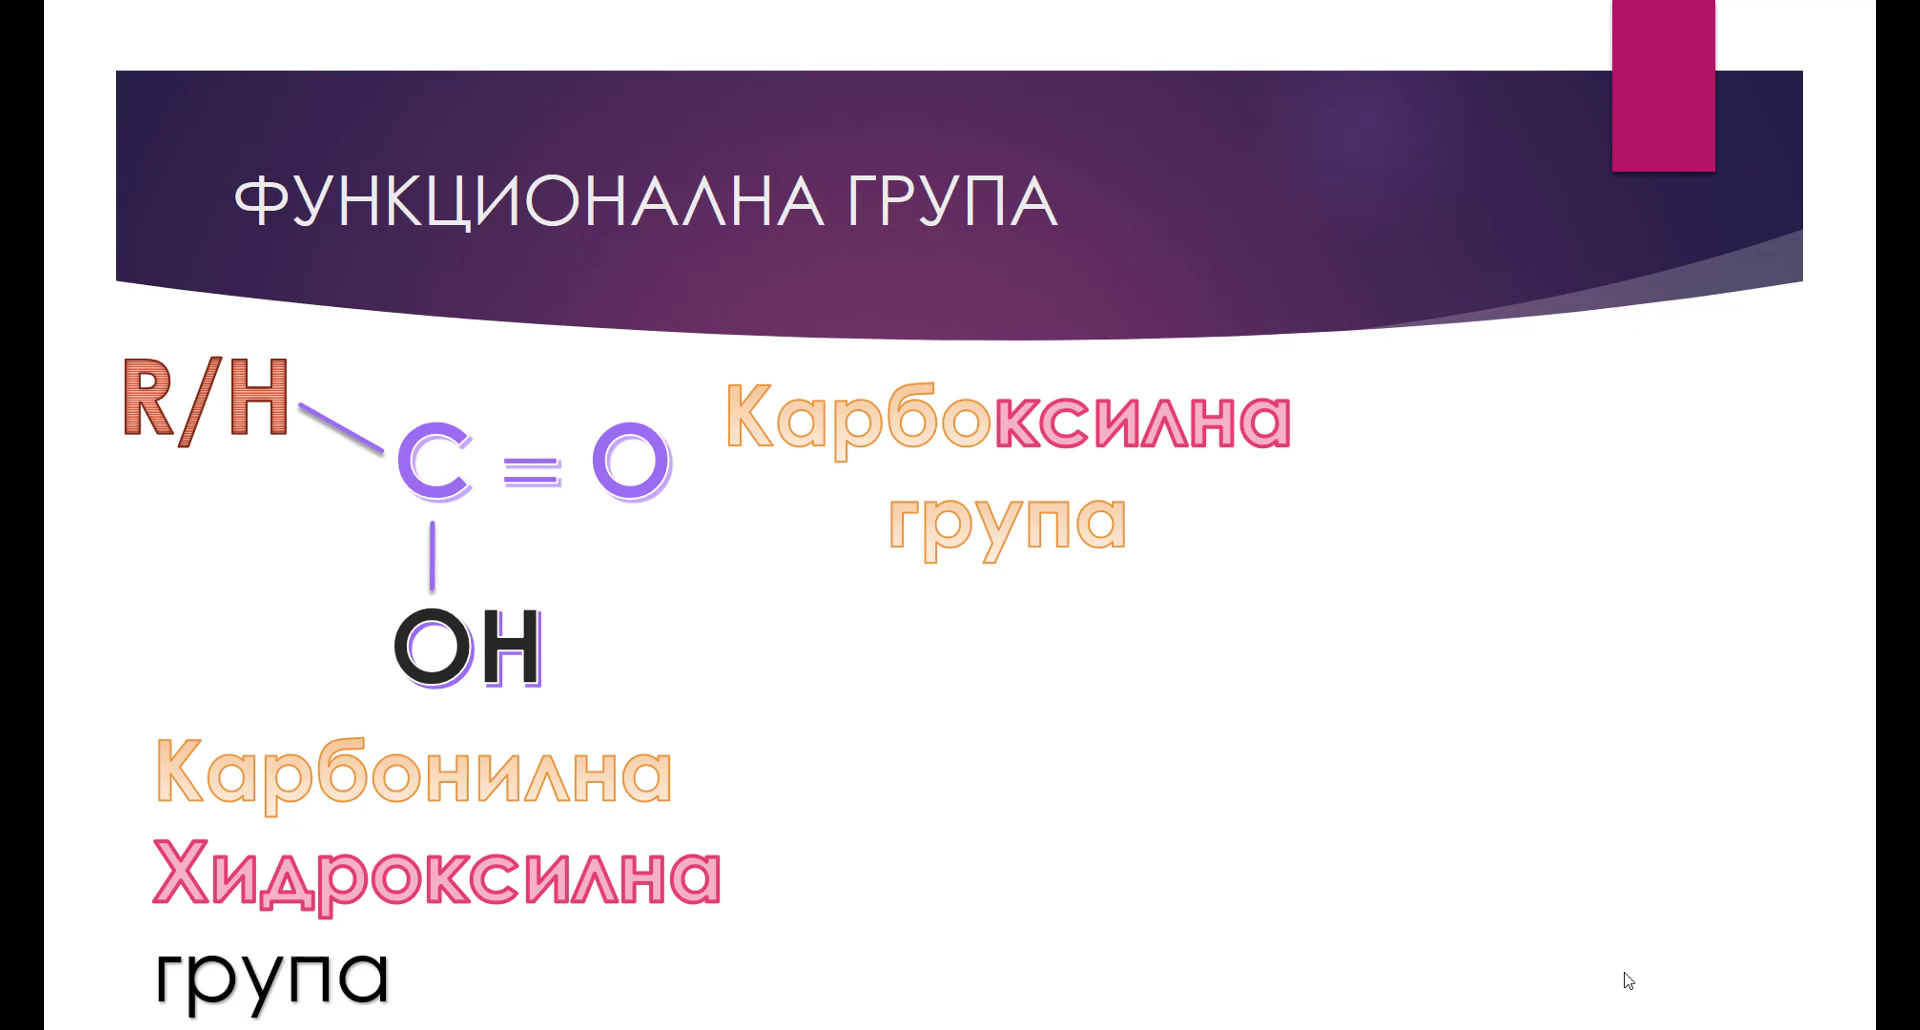 ФУНКЦИОНАЛНА ГРУПА
R/H
C = O
OH
Карбоксилна
група
Карбонилна
Хидроксилна
група